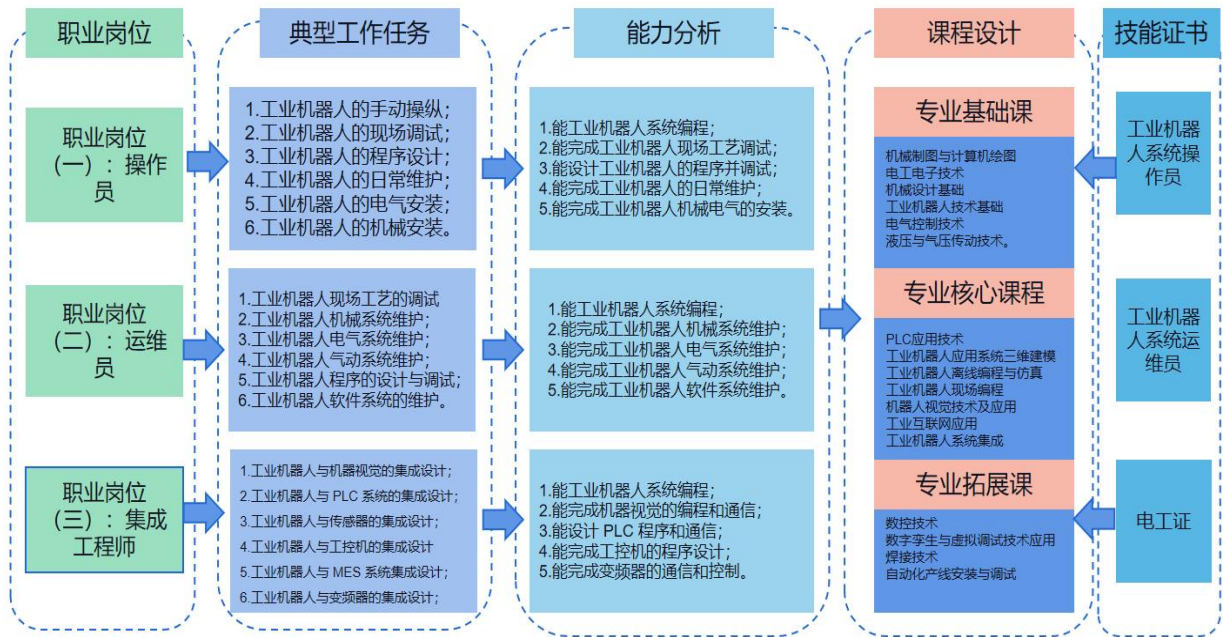 职业岗位
典型工作任务
能力分析
课程设计
技能证书
职业岗位
（一）：操作
员
1.工业机器人的手动操纵；
2.工业机器人的现场调试；
3.工业机器人的程序设计；
4.工业机器人的日常维护；
5.工业机器人的电气安装；
6.工业机器人的机械安装。
1.能工业机器人系统编程；
2.能完成工业机器人现场工艺调试；
3.能设计工业机器人的程序并调试；
4.能完成工业机器人的日常维护；
5.能完成工业机器人机械电气的安装。
专业基础课
机械制图与计算机绘图
电工电子技术
机械设计基础
工业机器人技术基础
电气控制技术
液压与气压传动技术。
工业机器
人系统操
作员
职业岗位
（二）：运维
员
1.工业机器人现场工艺的调试
2.工业机器人机械系统维护；
3.工业机器人电气系统维护；
4.工业机器人气动系统维护；
5.工业机器人程序的设计与调试；
6.工业机器人软件系统的维护。
1.能工业机器人系统编程；
2.能完成工业机器人机械系统维护；
3.能完成工业机器人电气系统维护；
4.能完成工业机器人气动系统维护；
5.能完成工业机器人软件系统维护。
专业核心课程
PLC应用技术
工业机器人应用系统三维建模
工业机器人离线编程与仿真
工业机器人现场编程
机器人视觉技术及应用
工业互联网应用
工业机器人系统集成
工业机器
人系统运
维员
职业岗位
（三）：集成
工程师
1.工业机器人与机器视觉的集成设计；
2.工业机器人与 PLC 系统的集成设计；
3.工业机器人与传感器的集成设计；
4.工业机器人与工控机的集成设计
5.工业机器人与 MES 系统集成设计；
6.工业机器人与变频器的集成设计；
1.能工业机器人系统编程；
2.能完成机器视觉的编程和通信；
3.能设计 PLC 程序和通信；
4.能完成工控机的程序设计；
5.能完成变频器的通信和控制。
专业拓展课
数控技术
数字孪生与虚拟调试技术应用
焊接技术
自动化产线安装与调试
电工证